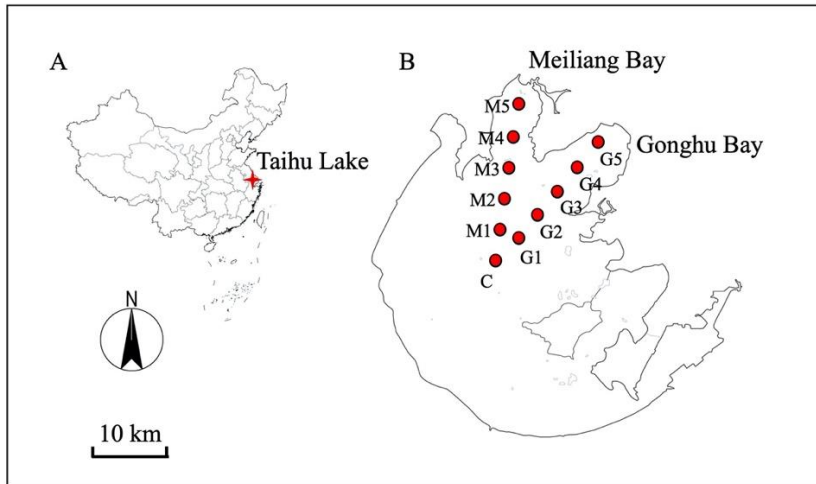 A
Taihu Lake
N
10 km
B
Meiliang Bay
Gonghu Bay
M5
M4
M3
M2
M1
C
G1
G2
G3
G4
G5